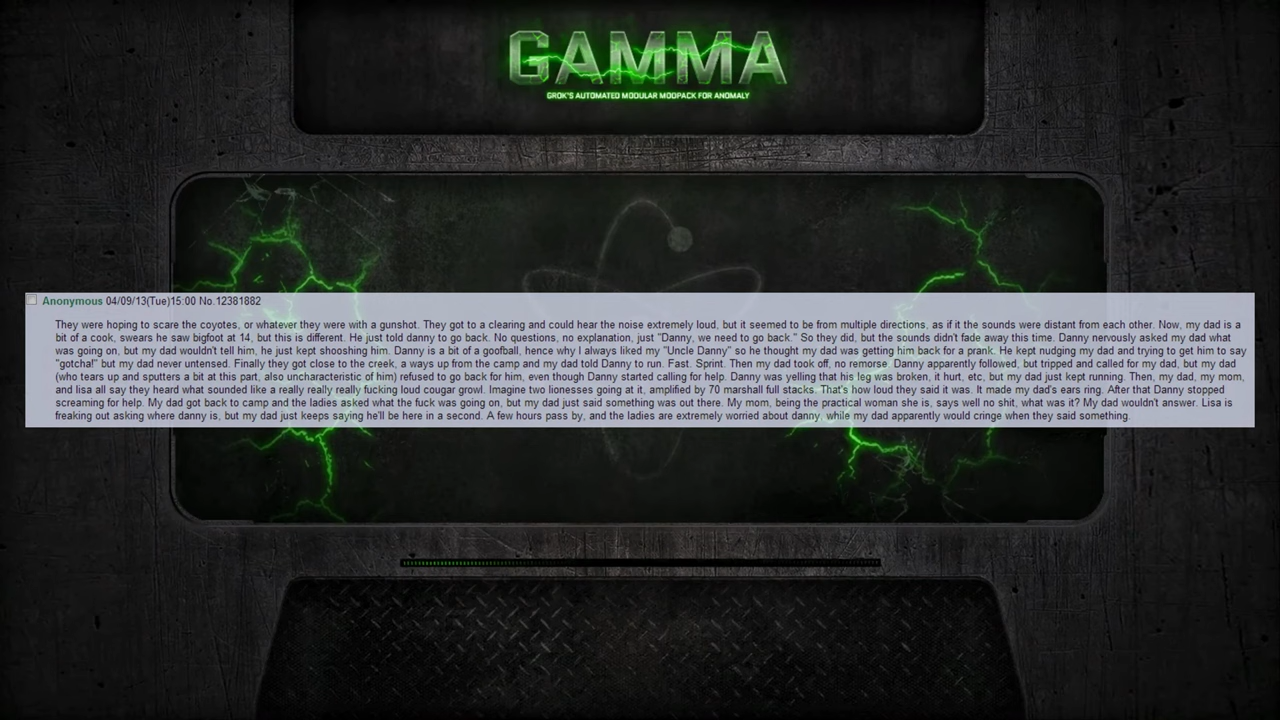 GAMMA
GROK'S AUTOMATED MODULAR MODPACK FOR ANOMALY
Anonymous 04/09/13(Tue)15:00 No.12381882
They were hoping to scare the coyotes, or whatever they were with a gunshot. They got to a clearing and could hear the noise extremely loud, but it seemed to be from multiple directions, as if it the sounds were distant from each other. Now, my dad is a
bit of a cook, swears he saw bigfoot at 14, but this is different. He just told danny to go back. No questions, no explanation, just "Danny, we need to go back." So they did, but the sounds didn't fade away this time. Danny nervously asked my dad what
was going on, but my dad wouldn't tell him, he just kept shooshing him. Danny is a bit of a goofball, hence why I always liked my "Uncle Danny" so he thought my dad was getting him back for a prank. He kept nudging my dad and trying to get him to say
"gotcha!" but my dad never untensed. Finally they got close to the creek, a ways up from the camp and my dad told Danny to run. Fast. Sprint. Then my dad took off, no remorse. Danny apparently followed, but tripped and called for my dad, but my dad
(who tears up and sputters a bit at this part, also uncharacteristic of him) refused to go back for him, even though Danny started calling for help. Danny was yelling that his leg was broken, it hurt, etc, but my dad just kept running. Then, my dad, my mom,
and lisa all say they heard what sounded like a really really really fucking loud cougar growl. Imagine two lionesses going at it, amplified by 70 marshall full stacks. That's how loud they said it was. It made my dad's ears ring. After that Danny stopped
screaming for help. My dad got back to camp and the ladies asked what the fuck was going on, but my dad just said something was out there. My mom, being the practical woman she is, says well no shit, what was it? My dad wouldn't answer. Lisa is
freaking out asking where danny is, but my dad just keeps saying he'll be here in a second. A few hours pass by, and the ladies are extremely worried about danny, while my dad apparently would cringe when they said something.